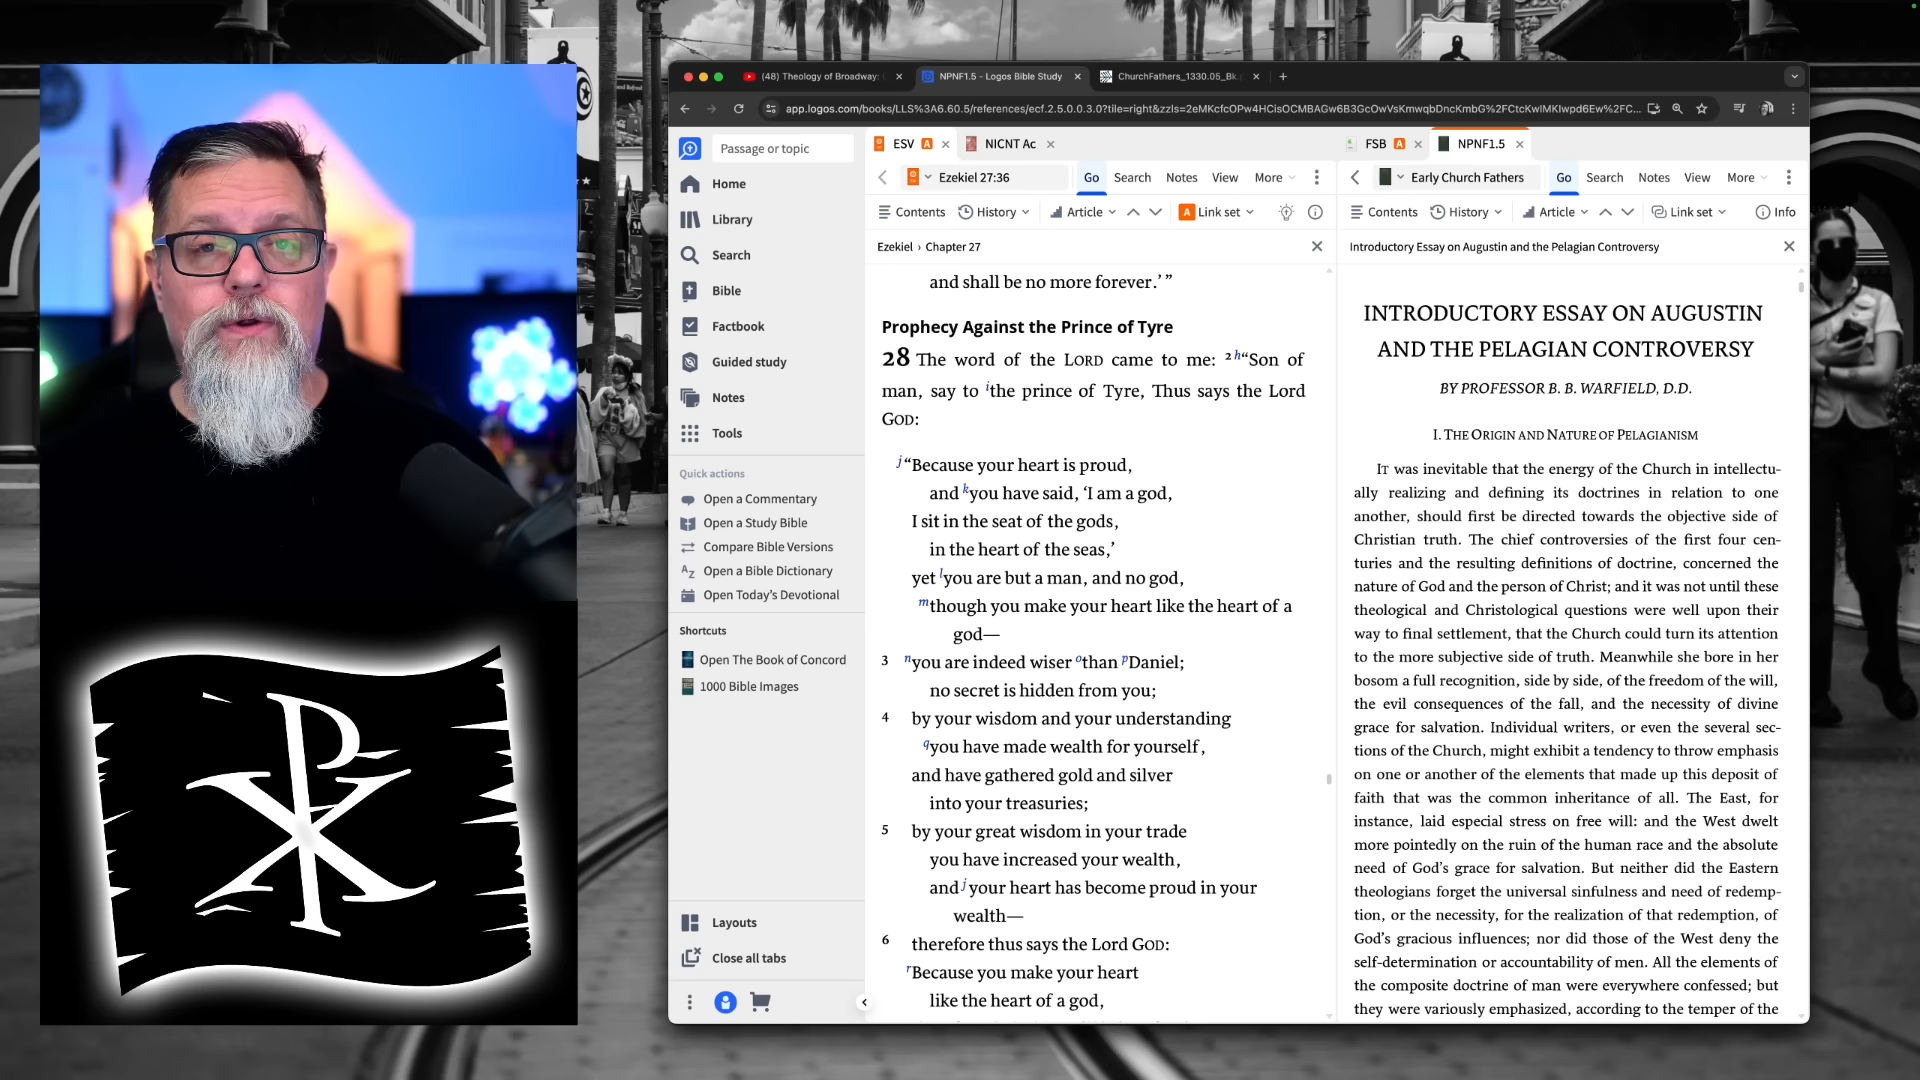 (48) Theology of Broadway:
NPNF1.5 - Logos Bible Study
ChurchFathers_1330.05_Bk
app.logos.com/books/LLS%3A6.60.5/references/ecf.2.5.0.0.3.0?tile=right&zzls=2eMKcfcOPw4HCisOCMBAGw6B3GcOwVsKmwqbDncKmbG%2FCtcKwIMKlwpd6Ew%2FC...
Passage or topic
Home
Library
Search
Bible
Factbook
Guided study
Notes
Tools
Quick actions
Open a Commentary
Open a Study Bible
Compare Bible Versions
Open a Bible Dictionary
Open Today's Devotional
Shortcuts
Open The Book of Concord
1000 Bible Images
Layouts
Close all tabs
ESV A
NICNT Ac
Ezekiel 27:36
Go Search Notes View More
Contents History Article A Link set
Ezekiel › Chapter 27
and shall be no more forever.’ ”
Prophecy Against the Prince of Tyre
28 The word of the LORD came to me: 2 h“Son of
man, say to i the prince of Tyre, Thus says the Lord
GOD:
j “Because your heart is proud,
and k you have said, ‘I am a god,
I sit in the seat of the gods,
in the heart of the seas,’
yet l you are but a man, and no god,
m though you make your heart like the heart of a
god—
3 n you are indeed wiser o than p Daniel;
no secret is hidden from you;
4 by your wisdom and your understanding
q you have made wealth for yourself,
and have gathered gold and silver
into your treasuries;
5 by your great wisdom in your trade
you have increased your wealth,
and j your heart has become proud in your
wealth—
6 therefore thus says the Lord GOD:
r Because you make your heart
like the heart of a god,
FSB A
NPNF1.5
Early Church Fathers
Go Search Notes View More
Contents History Article Link set Info
Introductory Essay on Augustin and the Pelagian Controversy
INTRODUCTORY ESSAY ON AUGUSTIN
AND THE PELAGIAN CONTROVERSY
BY PROFESSOR B. B. WARFIELD, D.D.
I. THE ORIGIN AND NATURE OF PELAGIANISM
IT was inevitable that the energy of the Church in intellectu-
ally realizing and defining its doctrines in relation to one
another, should first be directed towards the objective side of
Christian truth. The chief controversies of the first four cen-
turies and the resulting definitions of doctrine, concerned the
nature of God and the person of Christ; and it was not until these
theological and Christological questions were well upon their
way to final settlement, that the Church could turn its attention
to the more subjective side of truth. Meanwhile she bore in her
bosom a full recognition, side by side, of the freedom of the will,
the evil consequences of the fall, and the necessity of divine
grace for salvation. Individual writers, or even the several sec-
tions of the Church, might exhibit a tendency to throw emphasis
on one or another of the elements that made up this deposit of
faith that was the common inheritance of all. The East, for
instance, laid especial stress on free will: and the West dwelt
more pointedly on the ruin of the human race and the absolute
need of God’s grace for salvation. But neither did the Eastern
theologians forget the universal sinfulness and need of redemp-
tion, or the necessity, for the realization of that redemption, of
God’s gracious influences; nor did those of the West deny the
self-determination or accountability of men. All the elements of
the composite doctrine of man were everywhere confessed; but
they were variously emphasized, according to the temper of the